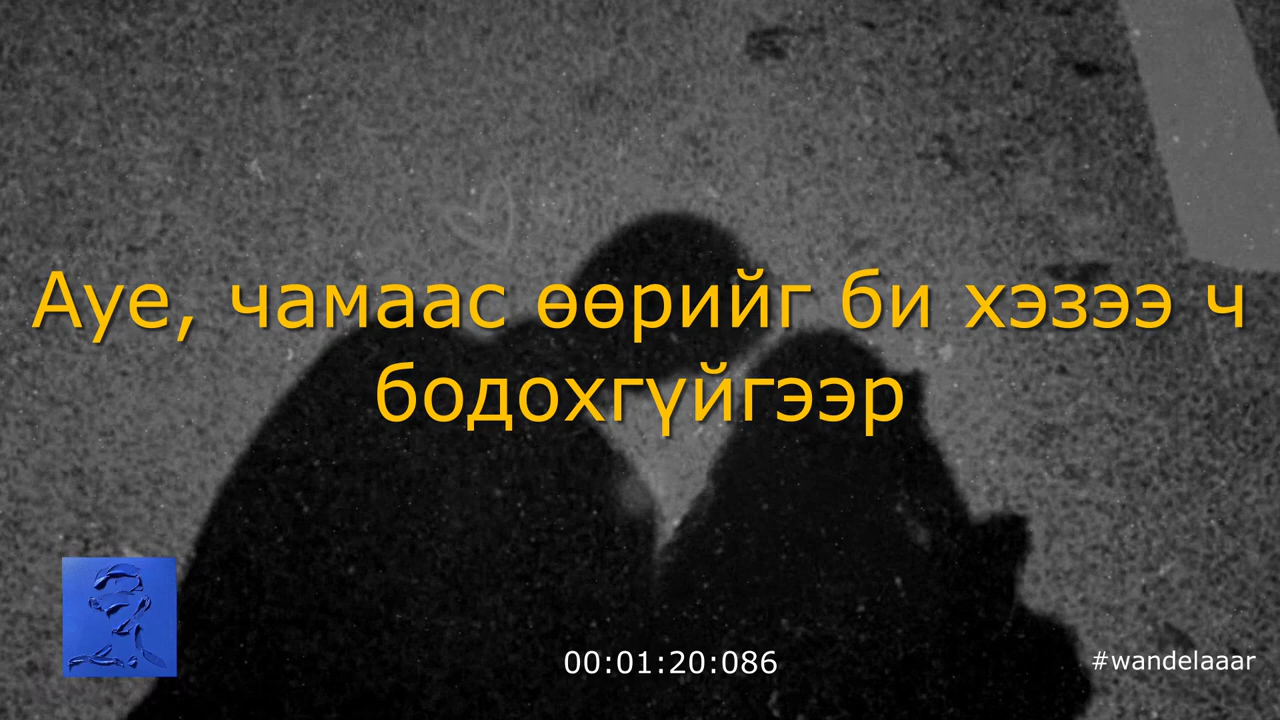 Ауе, чамаас өөрийг би хэзээ ч
бодохгүйгээр
00:01:20:086
#wandelaaar